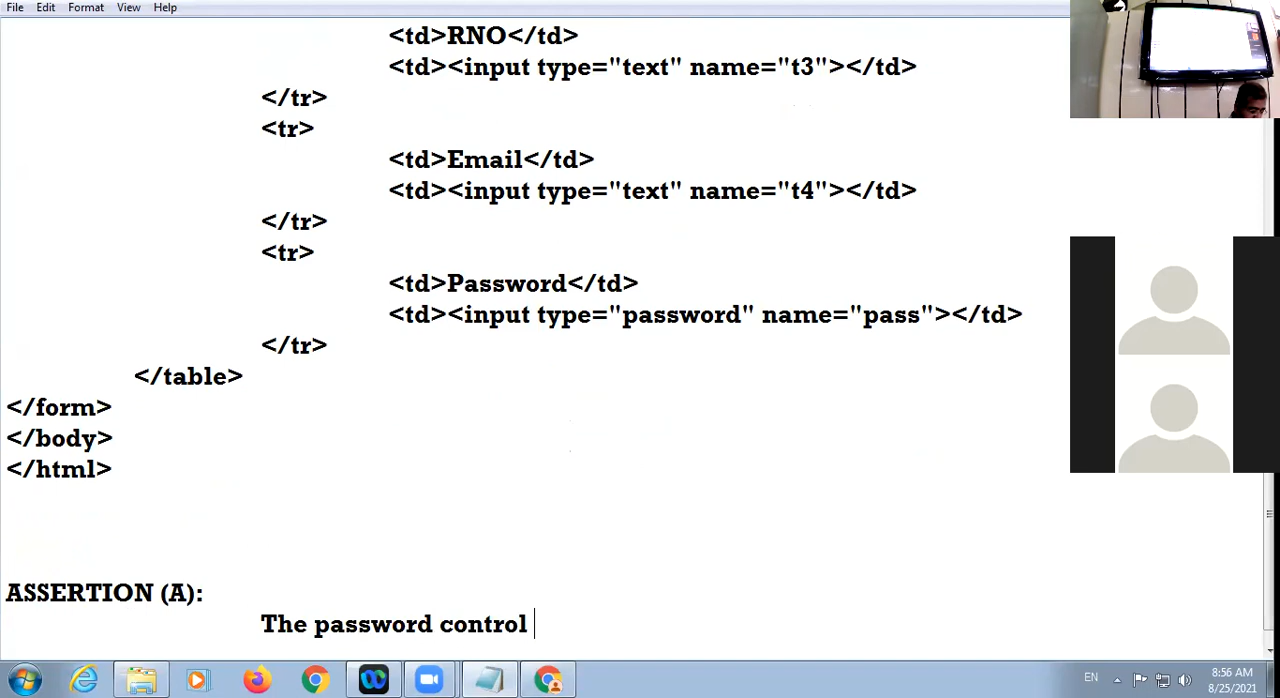 File Edit Format View Help
<td>RNO</td>
<td><input type="text" name="t3"></td>
</tr>
<tr>
<td>Email</td>
<td><input type="text" name="t4"></td>
</tr>
<tr>
<td>Password</td>
<td><input type="password" name="pass"></td>
</tr>
</table>
</form>
</body>
</html>
ASSERTION (A):
The password control
EN
8:56 AM
8/25/2021